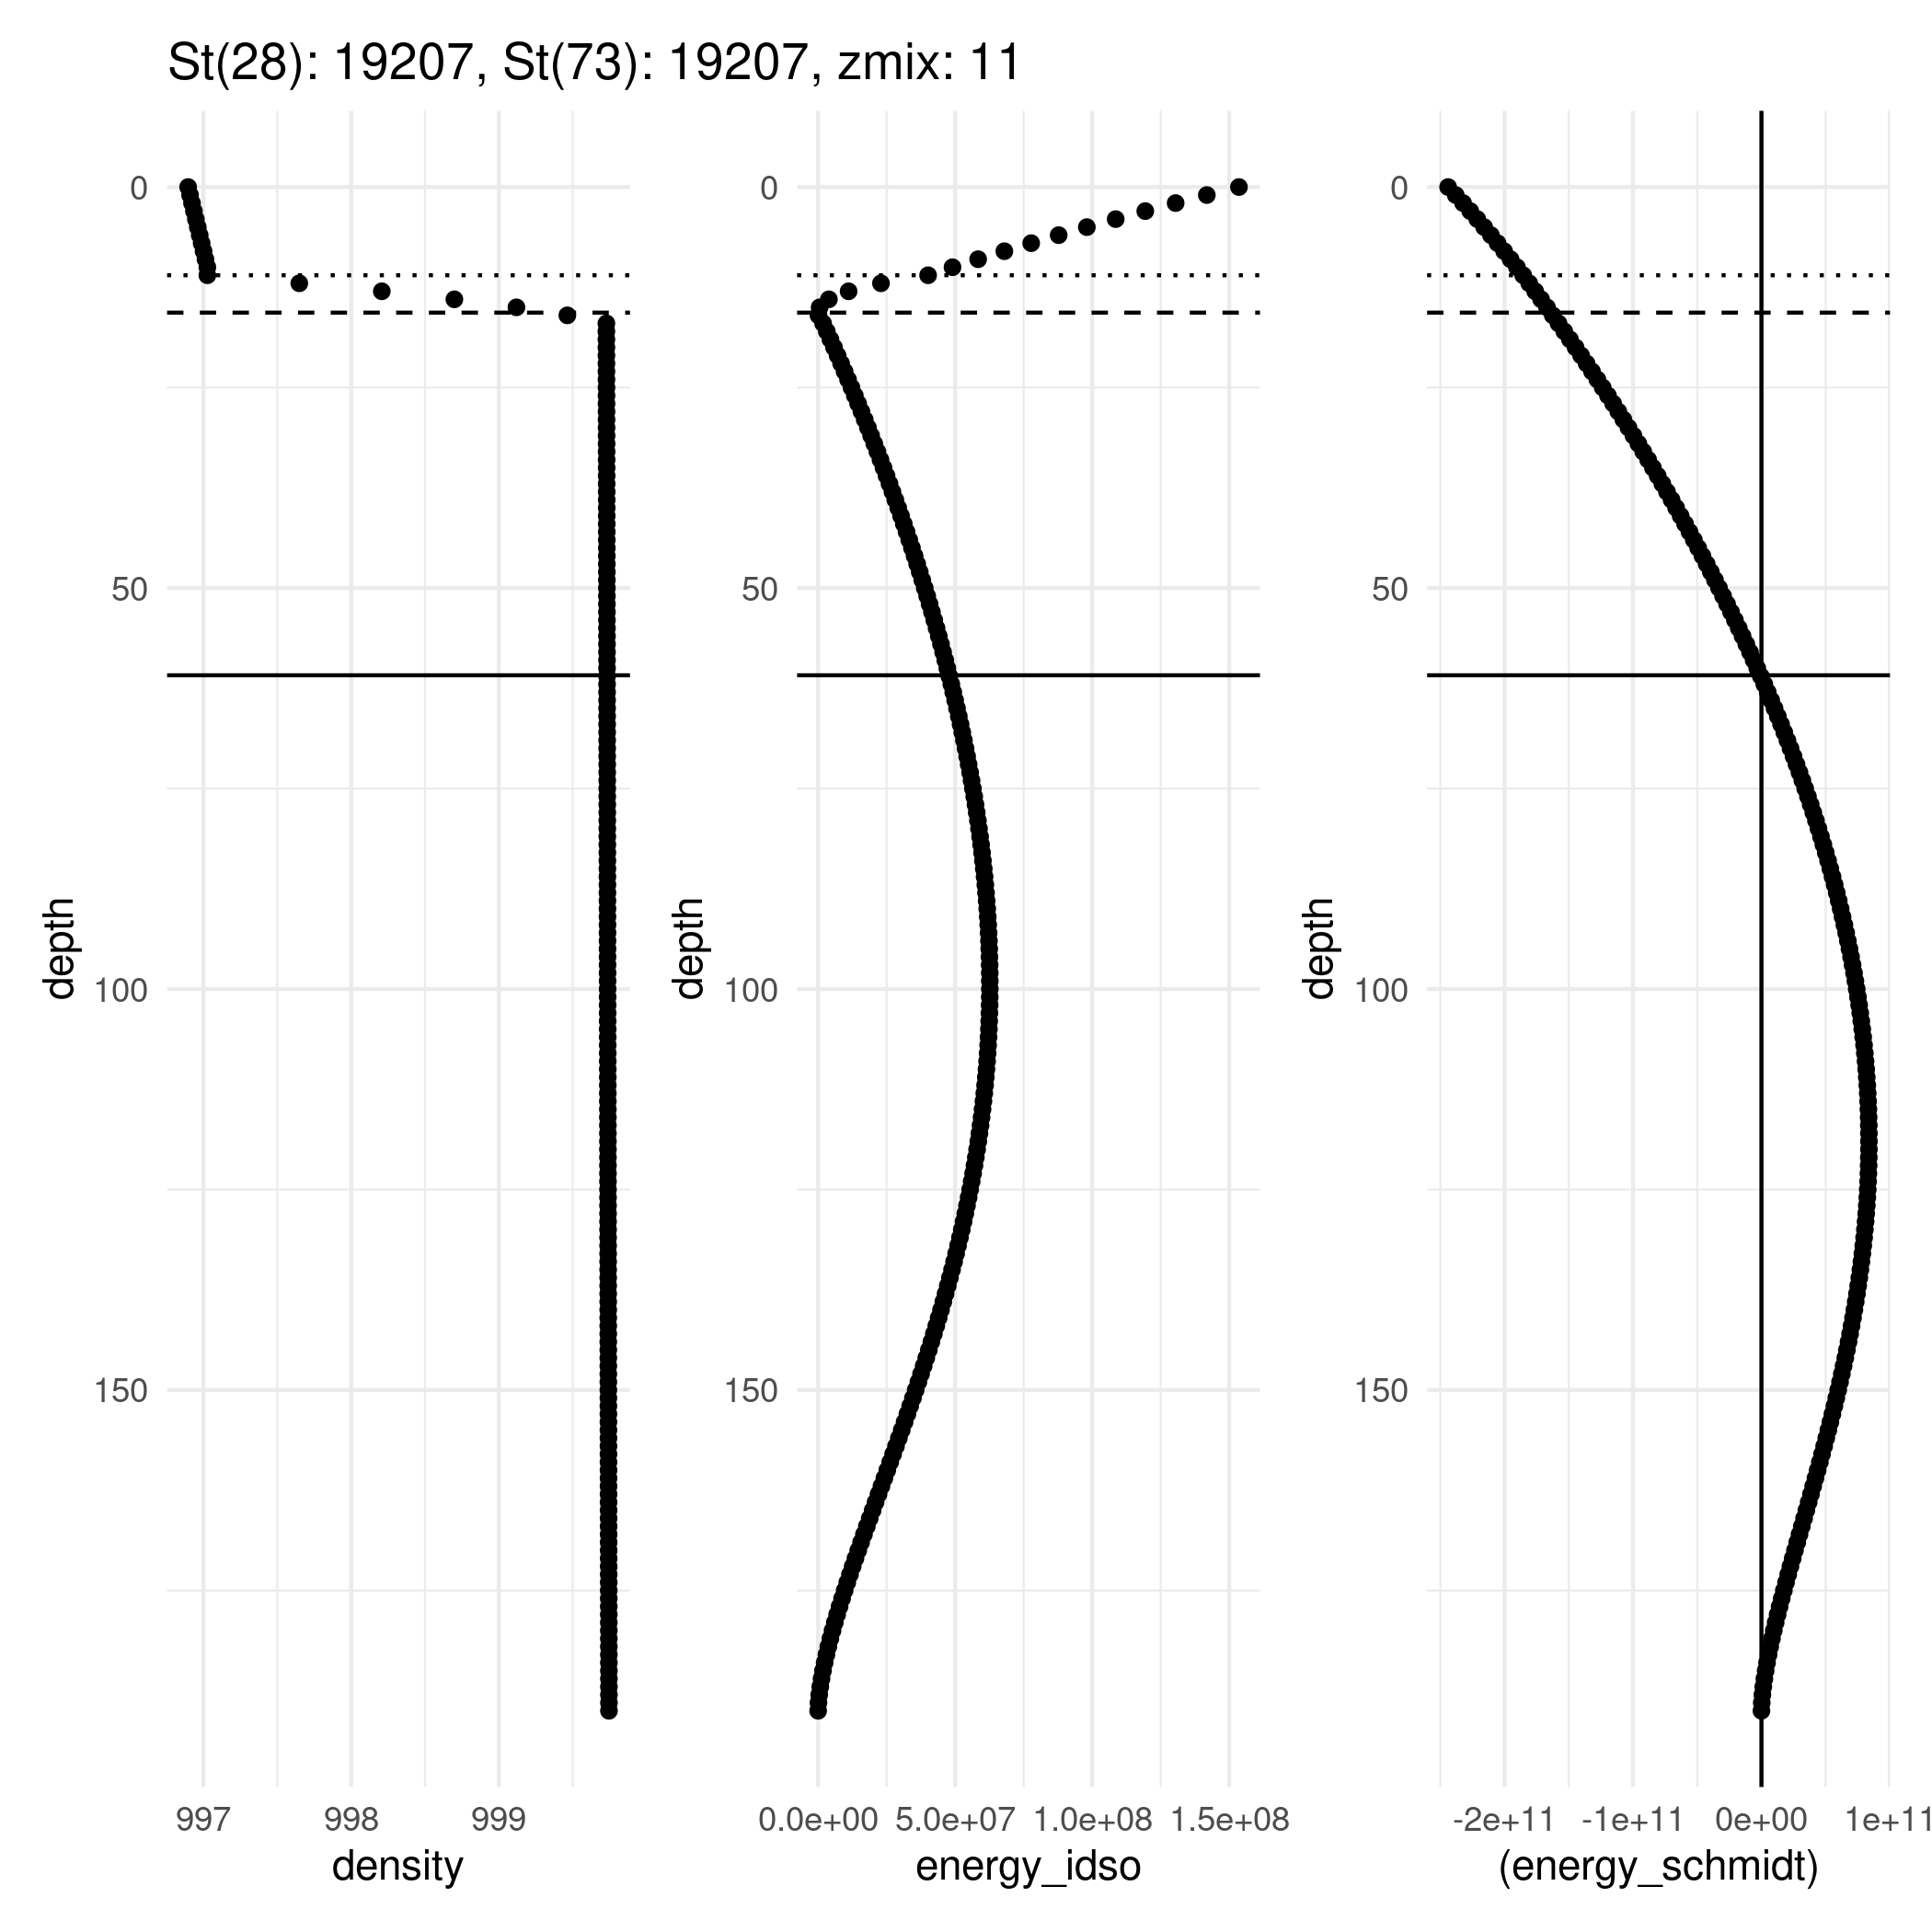 St(28): 19207, St(73): 19207, zmix: 11
0
50
100
150
depth
997
998
999
density
0
50
100
150
depth
0.0e+00
5.0e+07
1.0e+08
1.5e+08
energy_idso
0
50
100
150
depth
-2e+11
-1e+11
0e+00
1e+11
(energy_schmidt)